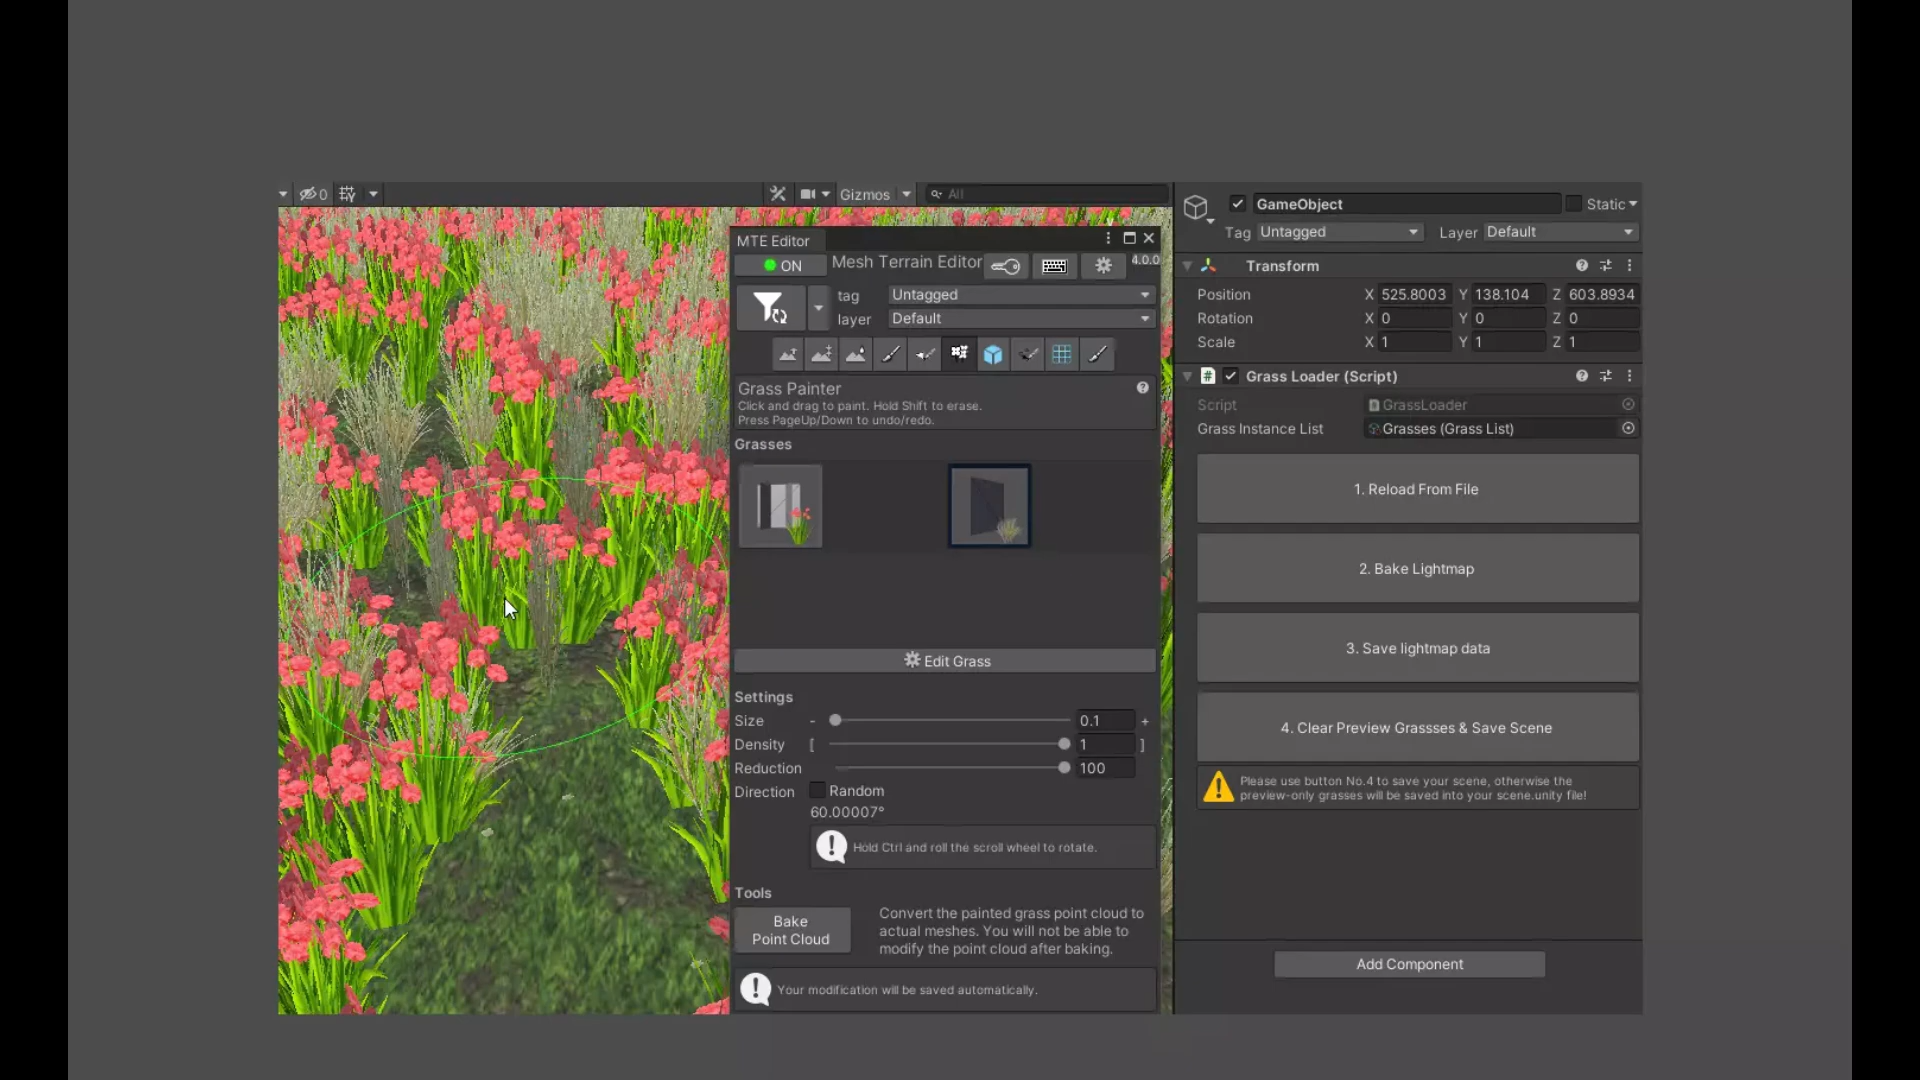 0
Gizmos
All
MTE Editor
ON
Mesh Terrain Editor
4.0.0
tag
Untagged
layer
Default
Grass Painter
Click and drag to paint. Hold Shift to erase.
Press PageUp/Down to undo/redo.
Grasses
Edit Grass
Settings
Size - 0.1 +
Density [ 1 ]
Reduction 100
Direction Random
60.00007°
Hold Ctrl and roll the scroll wheel to rotate.
Tools
Bake
Point Cloud
Convert the painted grass point cloud to
actual meshes. You will not be able to
modify the point cloud after baking.
Your modification will be saved automatically.
GameObject
Static
Tag Untagged Layer Default
Transform
Position X 525.8003 Y 138.104 Z 603.8934
Rotation X 0 Y 0 Z 0
Scale X 1 Y 1 Z 1
# Grass Loader (Script)
Script GrassLoader
Grass Instance List Grasses (Grass List)
1. Reload From File
2. Bake Lightmap
3. Save lightmap data
4. Clear Preview Grassses & Save Scene
Please use button No.4 to save your scene, otherwise the
preview-only grasses will be saved into your scene.unity file!
Add Component